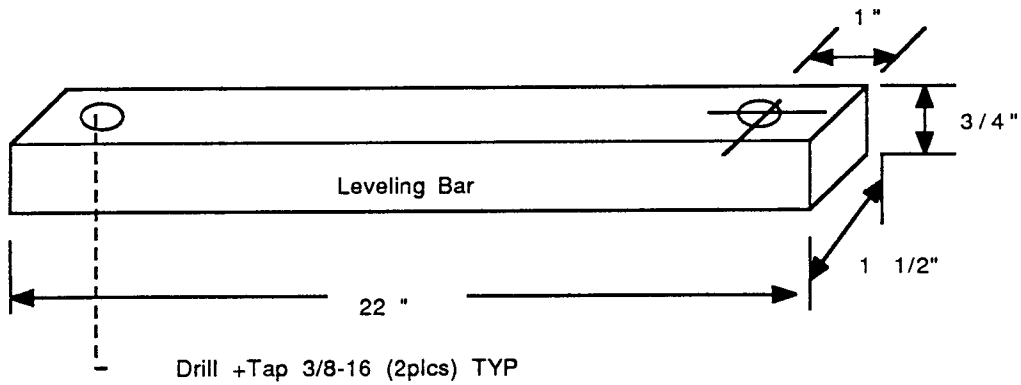 1 "
3/4"
Leveling Bar
1 1/2"
22 "
Drill +Tap 3/8-16 (2plcs) TYP